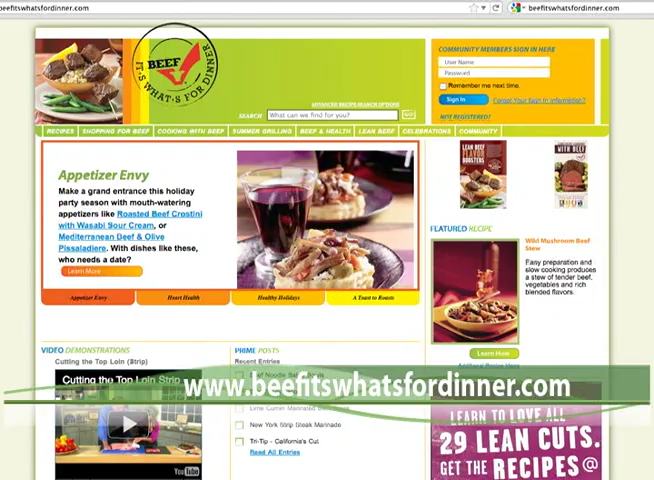 beefitswhatsfordinner.com
beefitswhatsfordinner.com
BEEF
IT'S WHAT'S FOR DINNER
COMMUNITY MEMBERS SIGN IN HERE
User Name
Password
Remember me next time.
Sign In
Forgot Your Sign In Information?
NOT REGISTERED?
ADVANCED RECIPE SEARCH OPTIONS
SEARCH
What can we find for you?
GO
RECIPES
SHOPPING FOR BEEF
COOKING WITH BEEF
SUMMER GRILLING
BEEF & HEALTH
LEAN BEEF
CELEBRATIONS
COMMUNITY
Appetizer Envy
Make a grand entrance this holiday
party season with mouth-watering
appetizers like Roasted Beef Crostini
with Wasabi Sour Cream, or
Mediterranean Beef & Olive
Pissaladiere. With dishes like these,
who needs a date?
Learn More
Appetizer Envy
Heart Health
Healthy Holidays
A Toast to Roasts
LEAN BEEF
FLAVOR
BOOSTERS
WITH BEEF
FEATURED RECIPE
Wild Mushroom Beef
Stew
Easy preparation and
slow cooking produces
a stew of tender beef,
vegetables and rich
blended flavors.
Learn How
VIDEO DEMONSTRATIONS
Cutting the Top Loin (Strip)
Cutting the Top Loin Strip
YouTube
PRIME POSTS
Recent Entries
New York Strip Steak Marinade
Tri-Tip - California's Cut
Read All Entries
www.beefitswhatsfordinner.com
LEARN TO LOVE ALL
29 LEAN CUTS.
GET THE RECIPES@